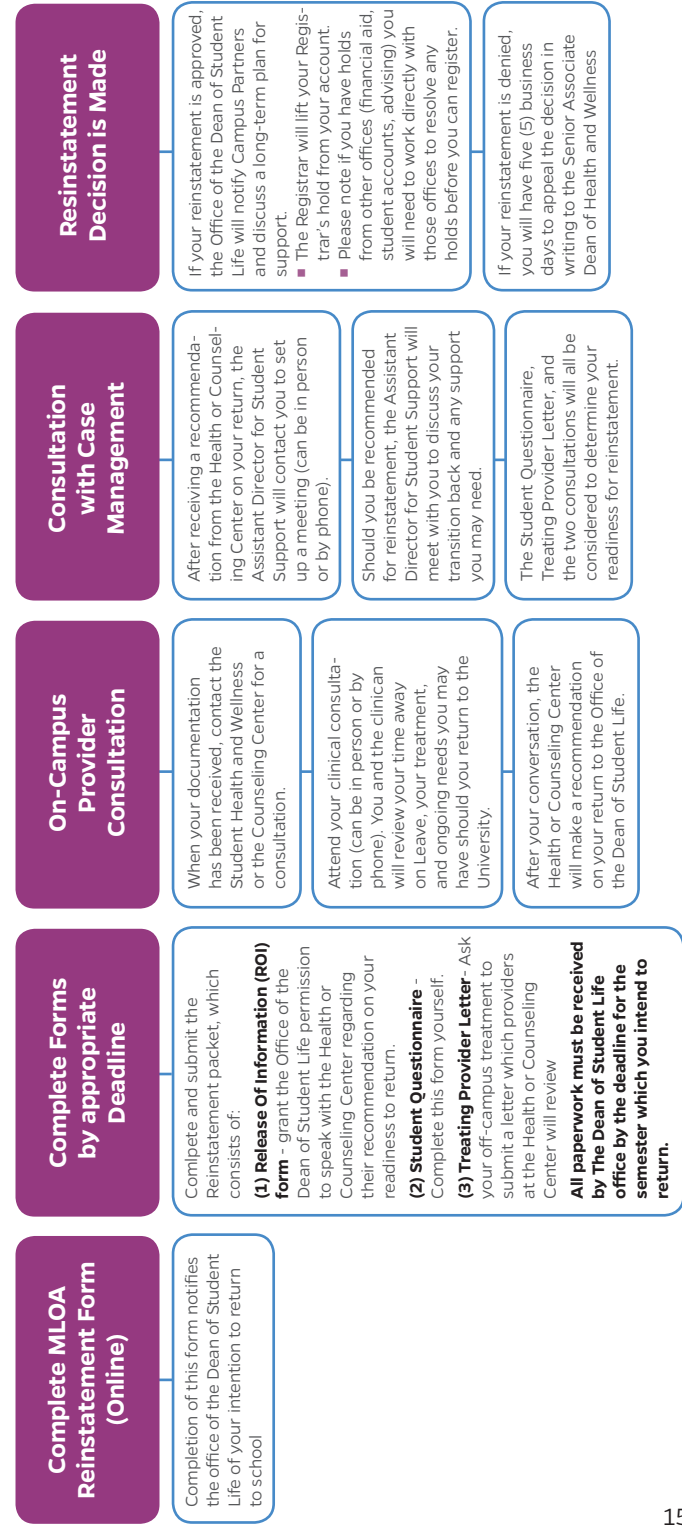 Complete MLOA
Reinstatement Form
(Online)
Completion of this form notifies
the office of the Dean of Student
Life of your intention to return
to school
Complete Forms
by appropriate
Deadline
Comlpete and submit the
Reinstatement packet, which
consists of:
(1) Release Of Information (ROI)
form - grant the Office of the
Dean of Student Life permission
to speak with the Health or
Counseling Center regarding
their recommendation on your
readiness to return.
(2) Student Questionnaire -
Complete this form yourself.
(3) Treating Provider Letter- Ask
your off-campus treatment to
submit a letter which providers
at the Health or Counseling
Center will review
All paperwork must be received
by The Dean of Student Life
office by the deadline for the
semester which you intend to
return.
On-Campus
Provider
Consultation
When your documentation
has been received, contact the
Student Health and Wellness
or the Counseling Center for a
consultation.
Attend your clinical consulta-
tion (can be in person or by
phone). You and the clinican
will review your time away
on Leave, your treatment,
and ongoing needs you may
have should you return to the
University.
After your conversation, the
Health or Counseling Center
will make a recommendation
on your return to the Office of
the Dean of Student Life.
Consultation
with Case
Management
After receiving a recommenda-
tion from the Health or Counsel-
ing Center on your return, the
Assistant Director for Student
Support will contact you to set
up a meeting (can be in person
or by phone).
Should you be recommended
for reinstatement, the Assistant
Director for Student Support will
meet with you to discuss your
transition back and any support
you may need.
The Student Questionnaire,
Treating Provider Letter, and
the two consultations will all be
considered to determine your
readiness for reinstatement.
Resinstatement
Decision is Made
If your reinstatement is approved,
the Office of the Dean of Student
Life will notify Campus Partners
and discuss a long-term plan for
support.
■ The Registrar will lift your Regis-
trar's hold from your account.
■ Please note if you have holds
from other offices (financial aid,
student accounts, advising) you
will need to work directly with
those offices to resolve any
holds before you can register.
If your reinstatement is denied,
you will have five (5) business
days to appeal the decision in
writing to the Senior Associate
Dean of Health and Wellness
15